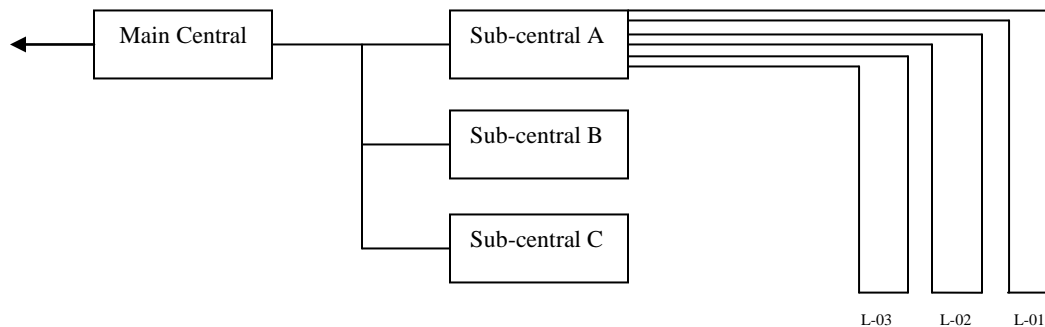 Main Central
Sub-central A
Sub-central B
Sub-central C
L-03
L-02
L-01